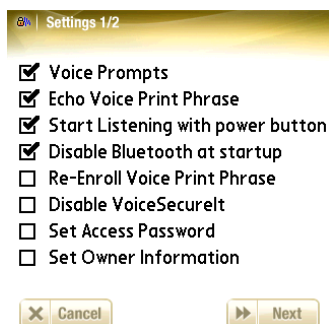 Settings 1/2
Voice Prompts
Echo Voice Print Phrase
Start Listening with power button
Disable Bluetooth at startup
Re-Enroll Voice Print Phrase
Disable VoiceSecureIt
Set Access Password
Set Owner Information
Cancel Next